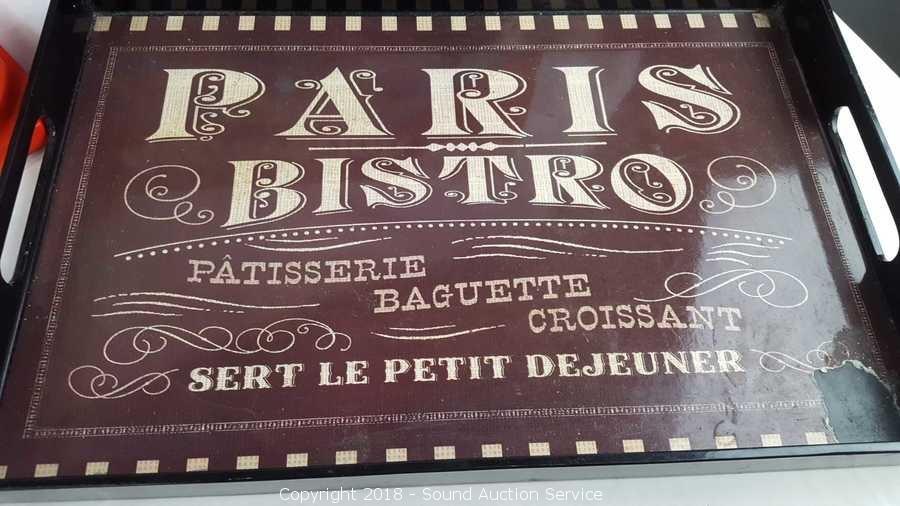 PARIS
BISTRO
PÂTISSERIE
BAGUETTE
CROISSANT
SERT LE PETIT DEJEUNER
Copyright 2018 - Sound Auction Service